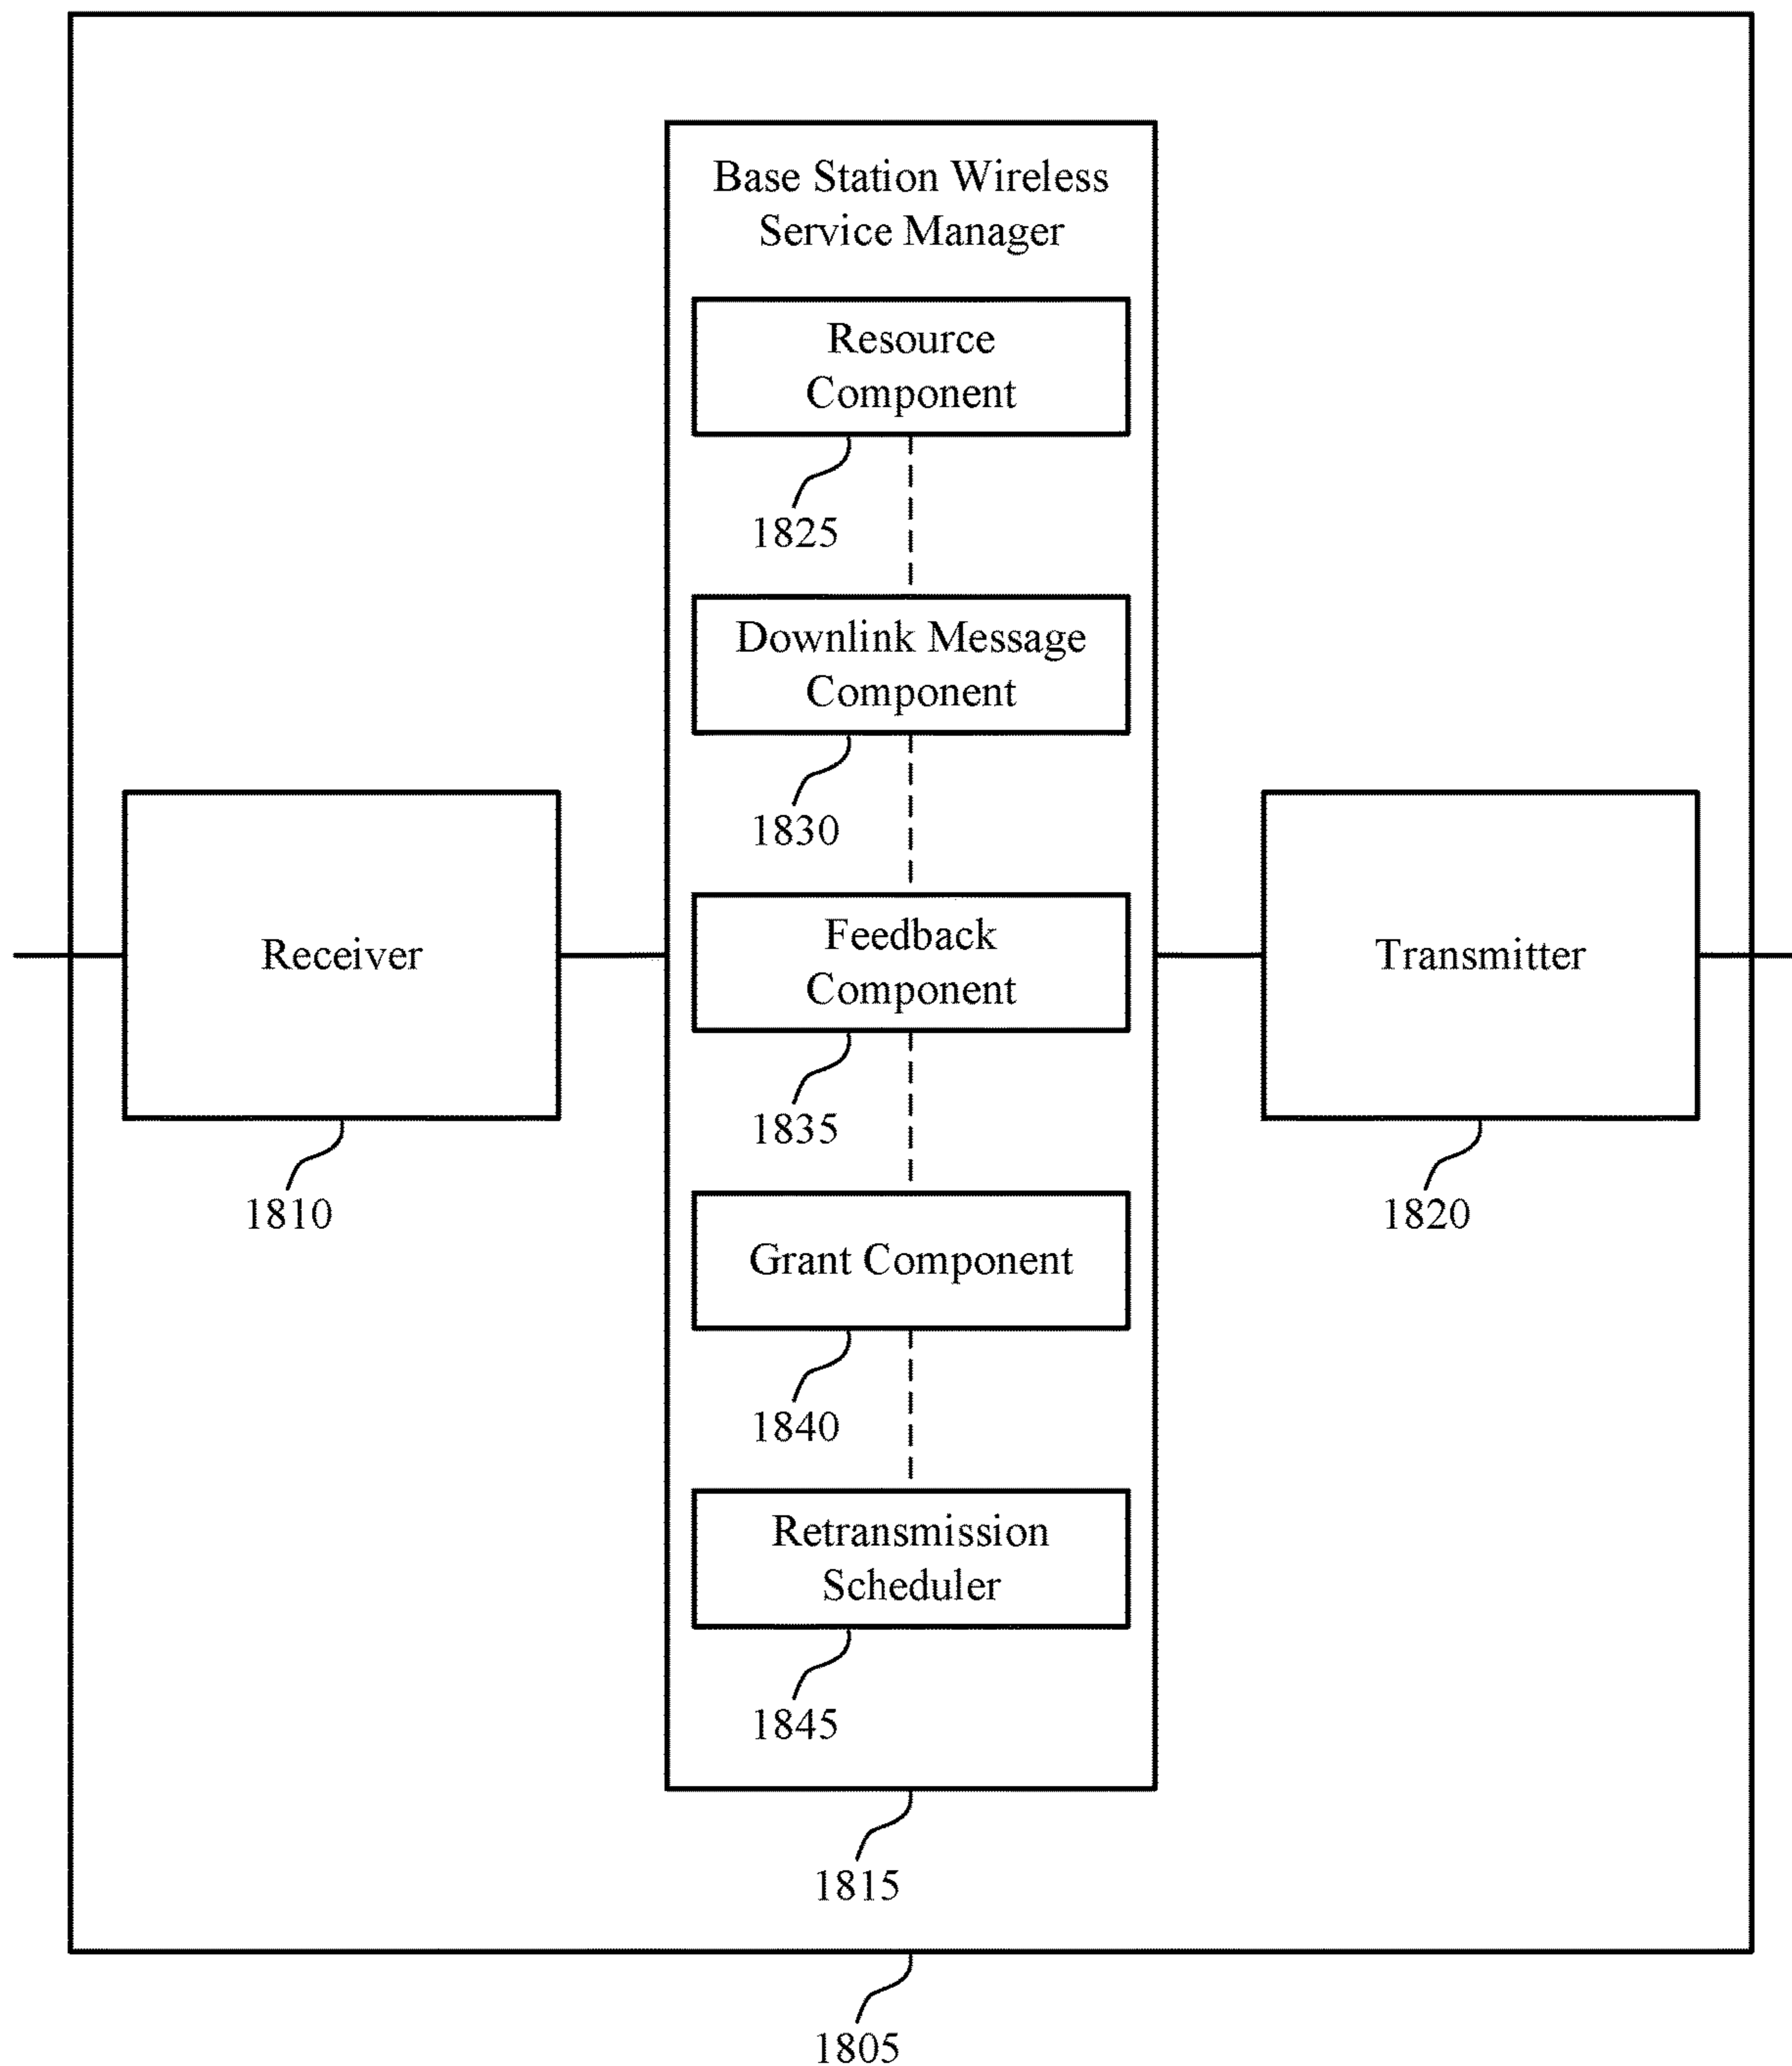 Base Station Wireless
Service Manager
Resource
Component
1825
Downlink Message
Component
1830
Receiver
1810
Feedback
Component
1835
Transmitter
1820
Grant Component
1840
Retransmission
Scheduler
1845
1815
1805